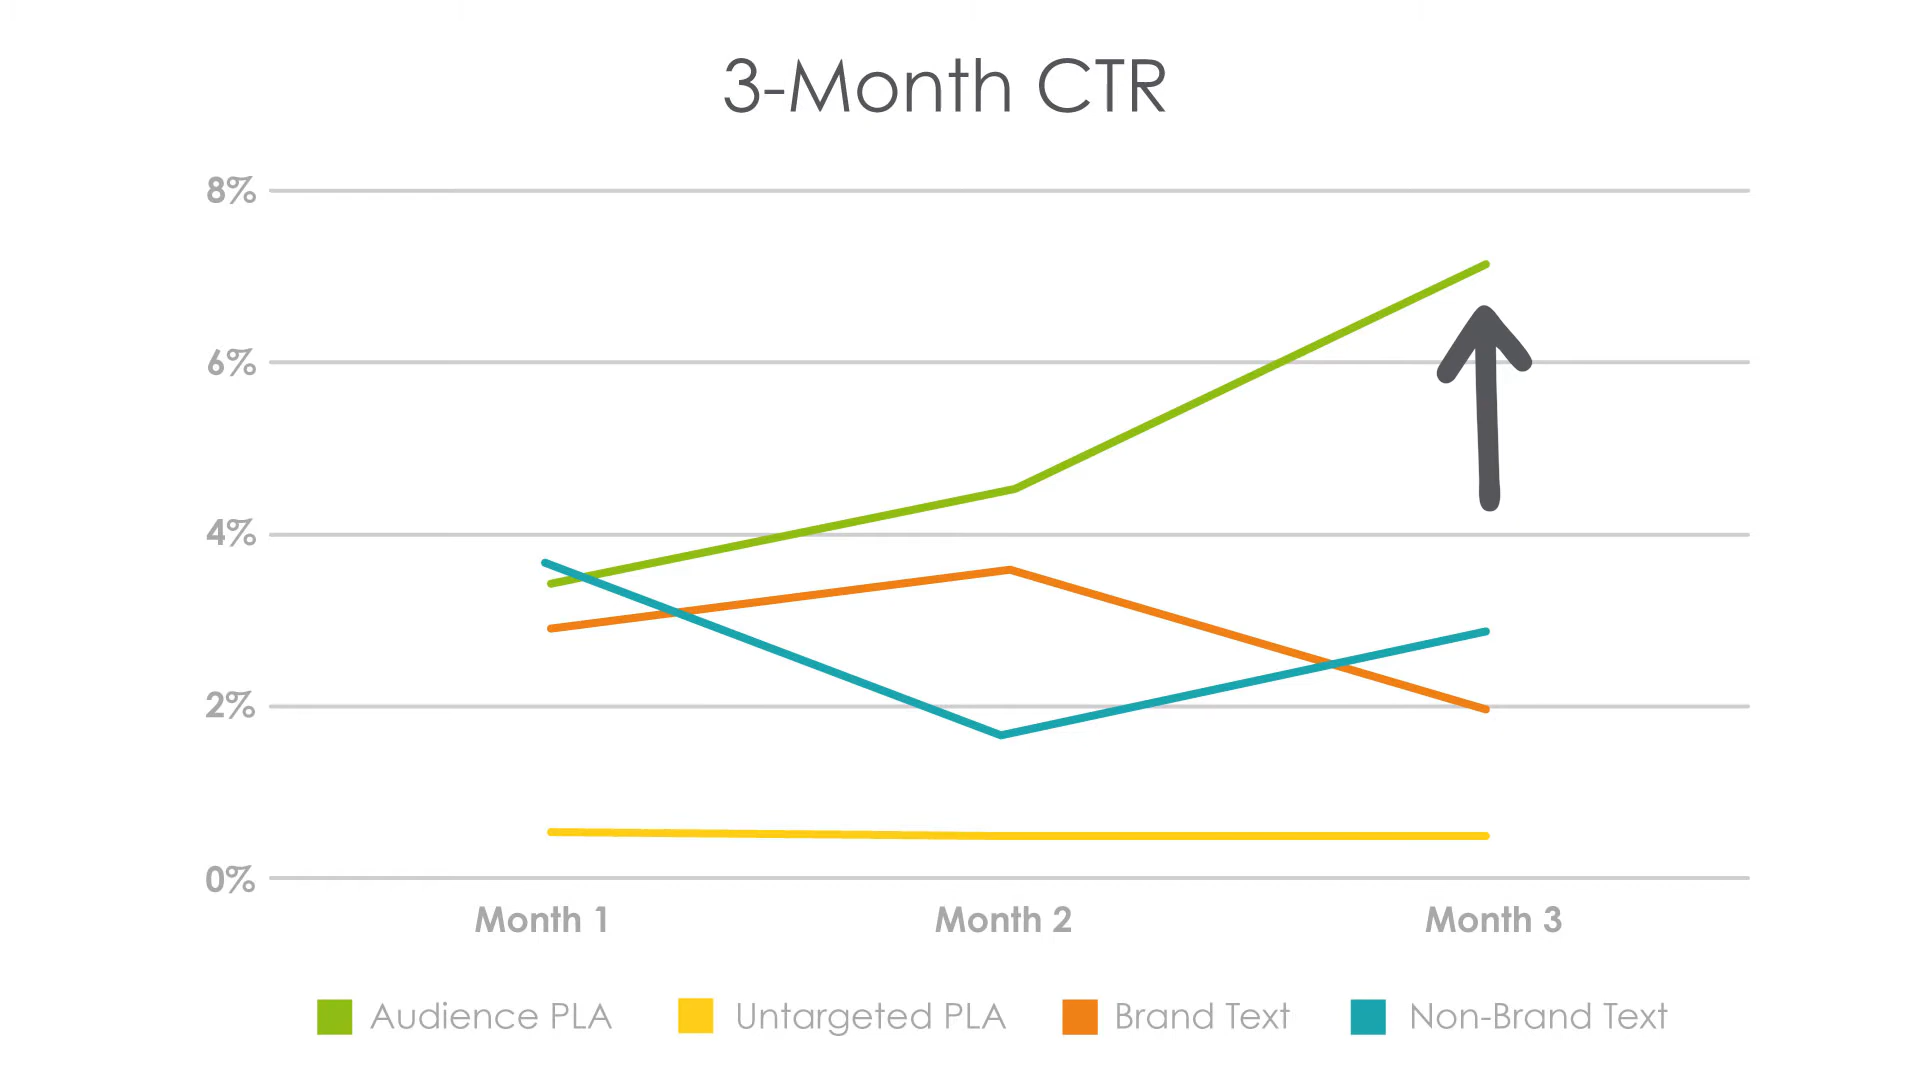 3-Month CTR
8%
6%
4%
2%
0%
Month 1 Month 2 Month 3
Audience PLA Untargeted PLA Brand Text Non-Brand Text